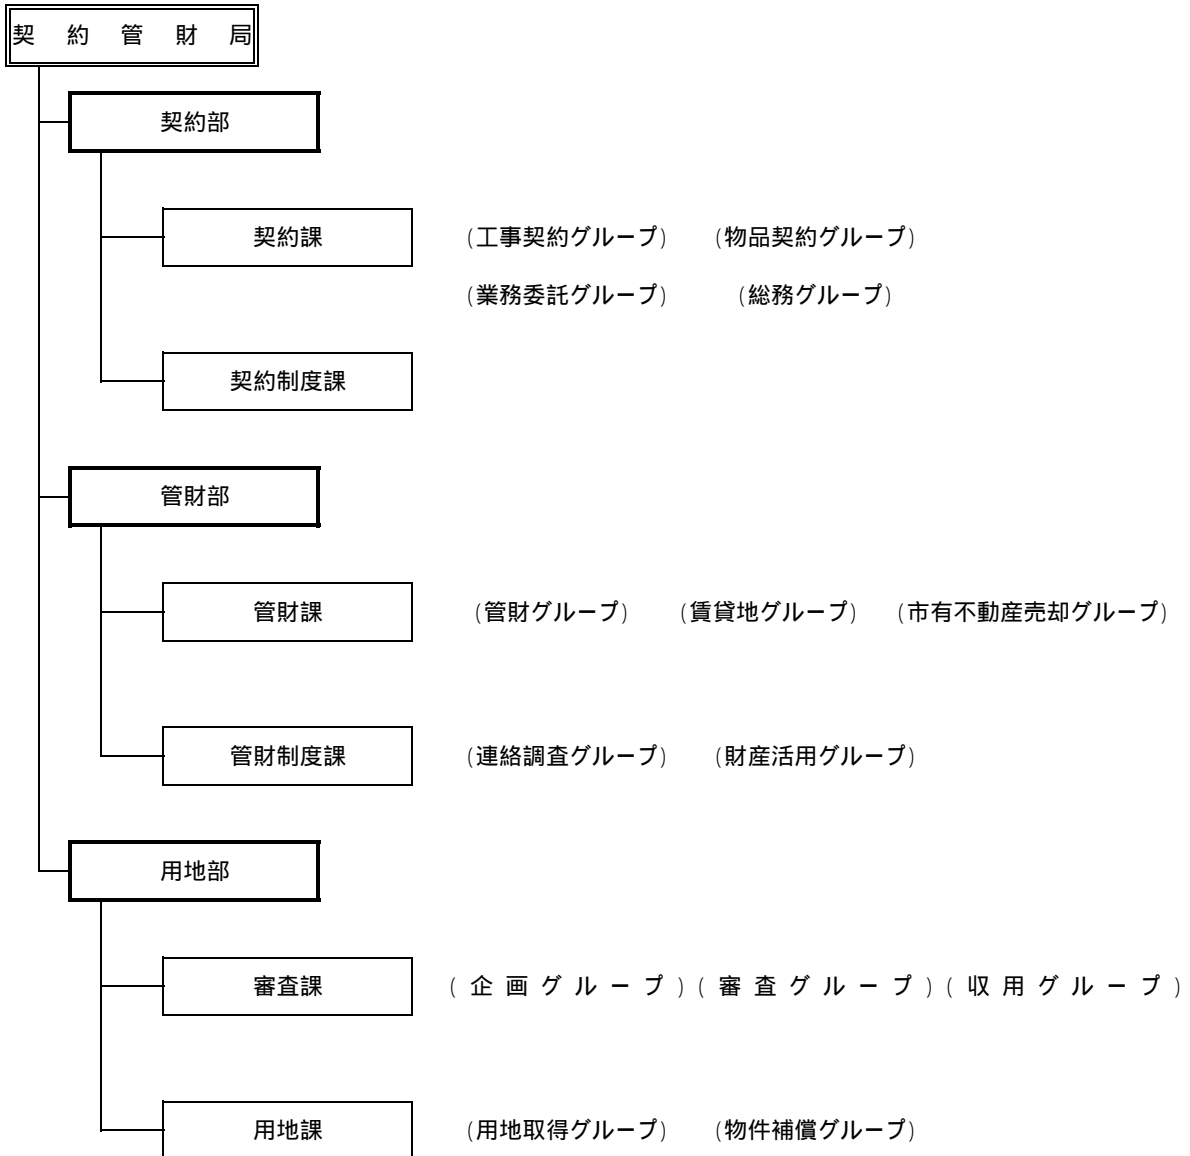 契 約 管 財 局
契約部
契約課 (工事契約グループ) (物品契約グループ)
(業務委託グループ) (総務グループ)
契約制度課
管財部
管財課 (管財グループ) (賃貸地グループ) (市有不動産売却グループ)
管財制度課 (連絡調査グループ) (財産活用グループ)
用地部
審査課 (企画グループ)(審査グループ)(収用グループ)
用地課 (用地取得グループ) (物件補償グループ)